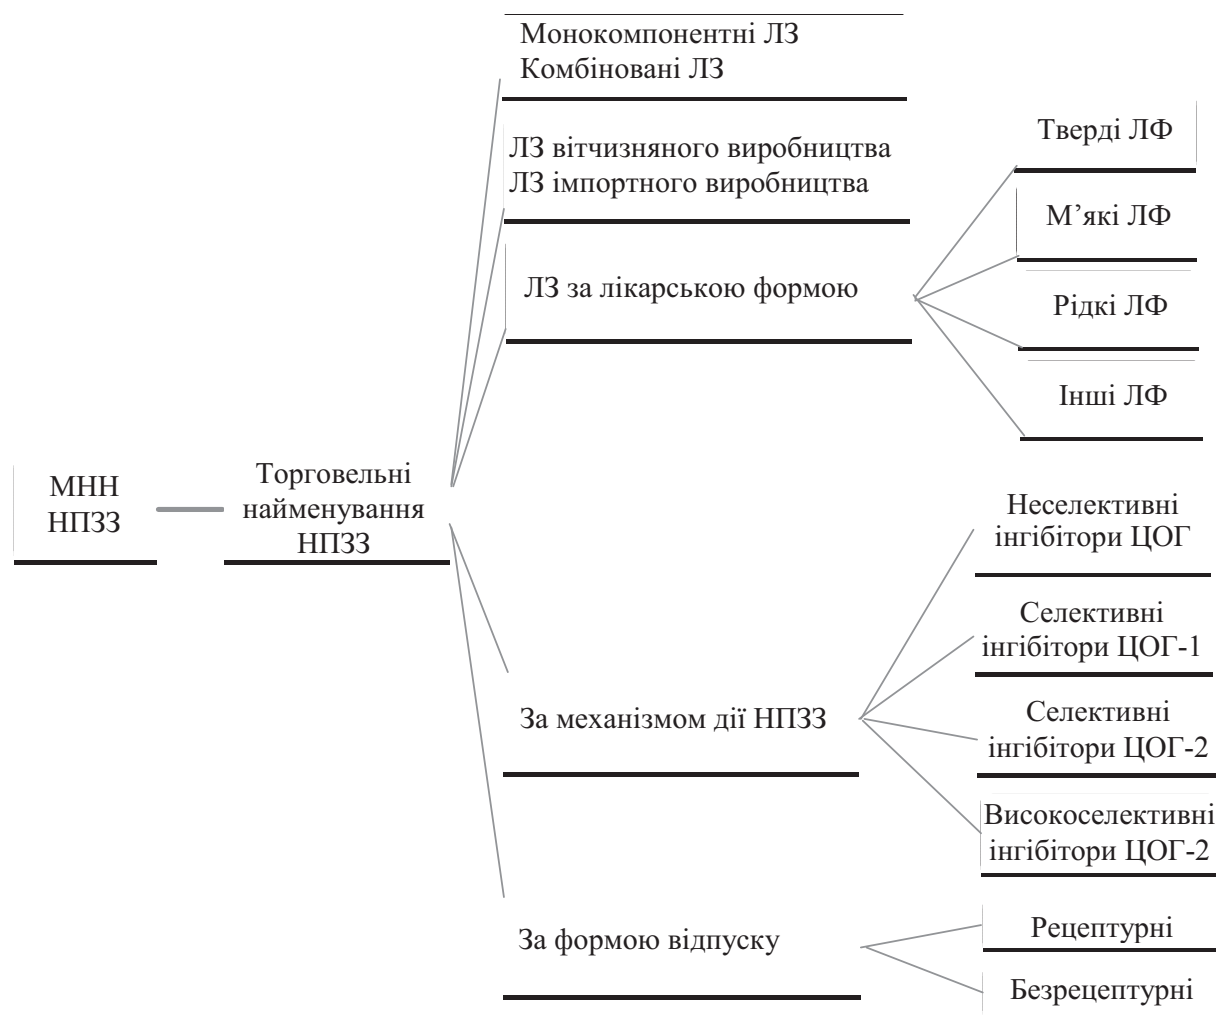 Монокомпонентні ЛЗ
Комбіновані ЛЗ
ЛЗ вітчизняного виробництва
ЛЗ імпортного виробництва
ЛЗ за лікарською формою
Тверді ЛФ
М’які ЛФ
Рідкі ЛФ
Інші ЛФ
МНН
НПЗЗ
Торговельні
найменування
НПЗЗ
Неселективні
інгібітори ЦОГ
Селективні
інгібітори ЦОГ-1
За механізмом дії НПЗЗ
Селективні
інгібітори ЦОГ-2
Високоселективні
інгібітори ЦОГ-2
За формою відпуску
Рецептурні
Безрецептурні